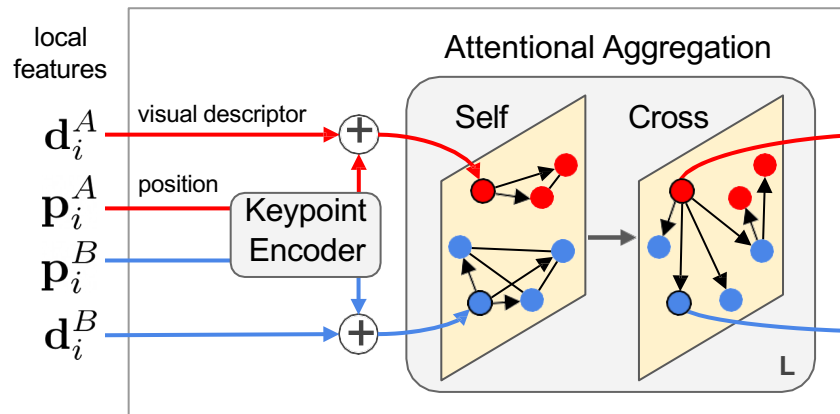 local
features
Attentional Aggregation
visual descriptor
Self
Cross
+
d_i^A
position
p_i^A
Keypoint
Encoder
p_i^B
+
d_i^B
L